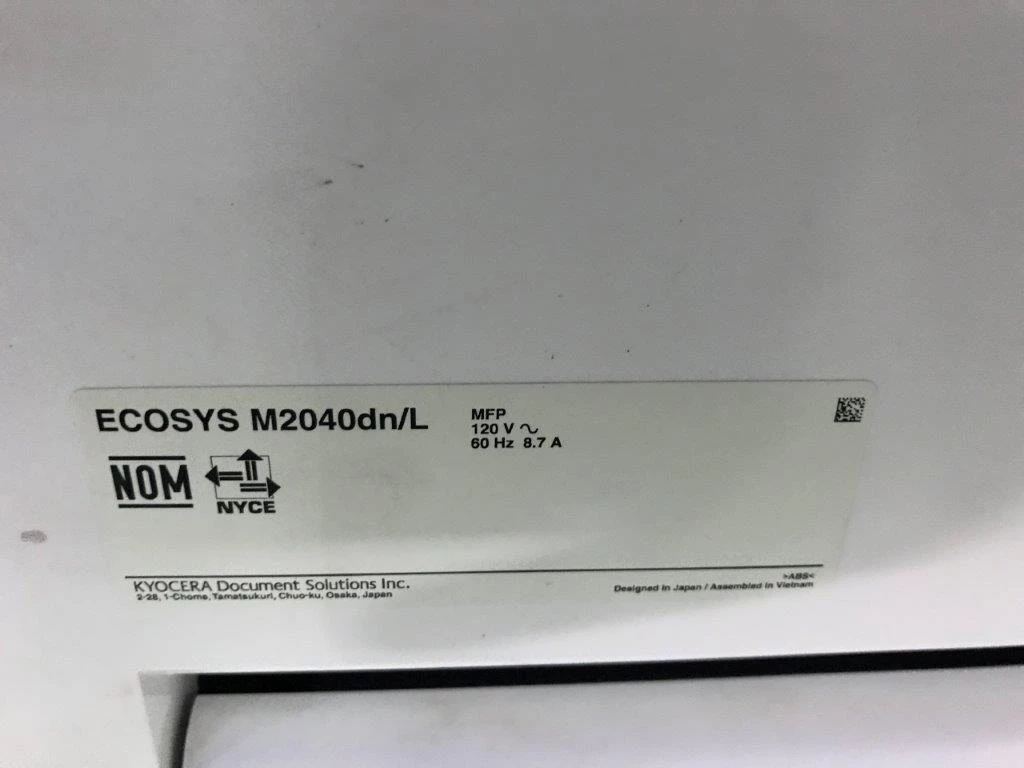 ECOSYS M2040dn/L
MFP
120 V ~
60 Hz 8.7 A
NOM
NYCE
KYOCERA Document Solutions Inc.
2-28, 1-Chome, Tamatsukuri, Chuo-ku, Osaka, Japan
>ABS<
Designed in Japan / Assembled in Vietnam